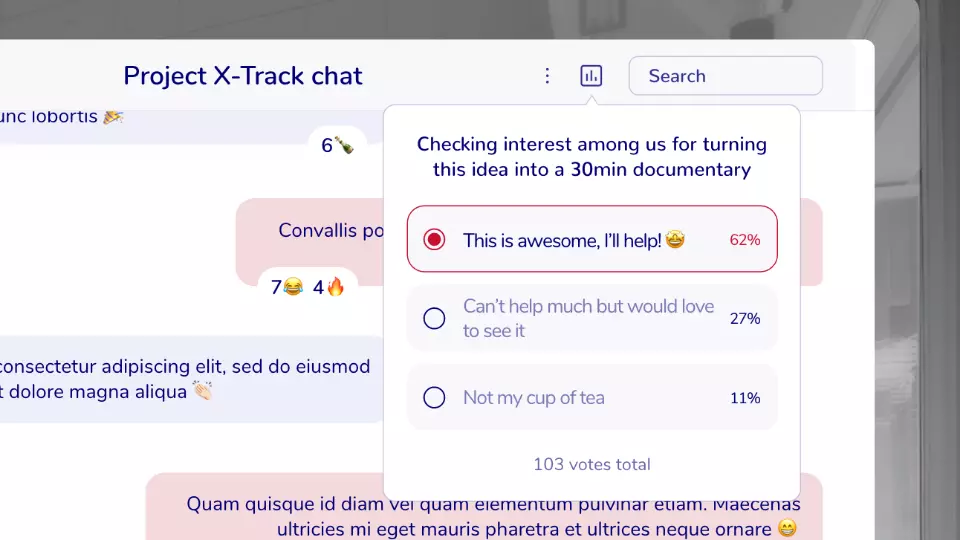 Project X-Track chat
Search
lobortis 🎉
6🍾
Checking interest among us for turning
this idea into a 30min documentary
Convallis
This is awesome, I'll help! 🤩
62%
7😂 4🔥
Can't help much but would love
to see it
27%
consectetur adipiscing elit, sed do eiusmod
dolore magna aliqua 👏🏻
Not my cup of tea
11%
103 votes total
Quam quisque id diam vel quam elementum pulvinar etiam. Maecenas
ultricies mi eget mauris pharetra et ultrices neque ornare 😁